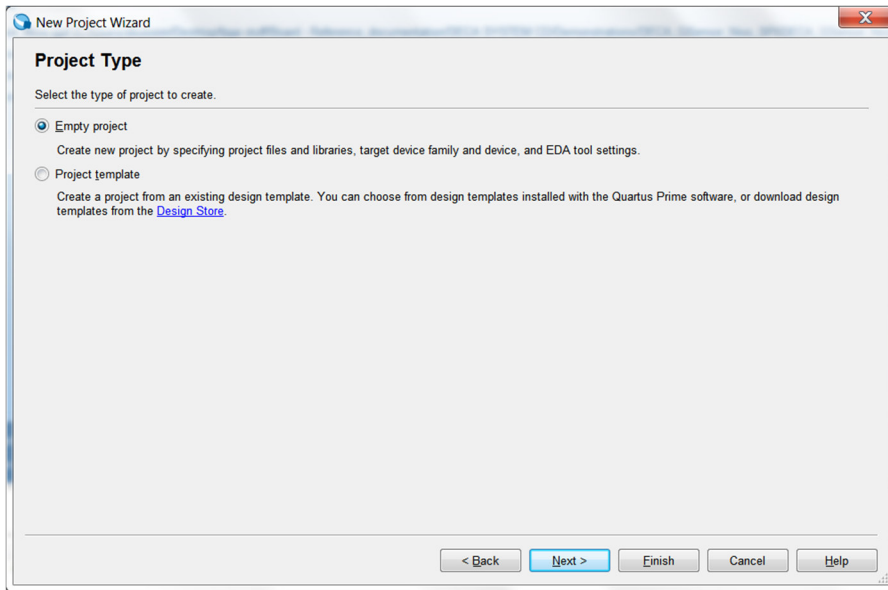 New Project Wizard
Project Type
Select the type of project to create.
Empty project
Create new project by specifying project files and libraries, target device family and device, and EDA tool settings.
Project template
Create a project from an existing design template. You can choose from design templates installed with the Quartus Prime software, or download design
templates from the Design Store.
< Back Next > Finish Cancel Help